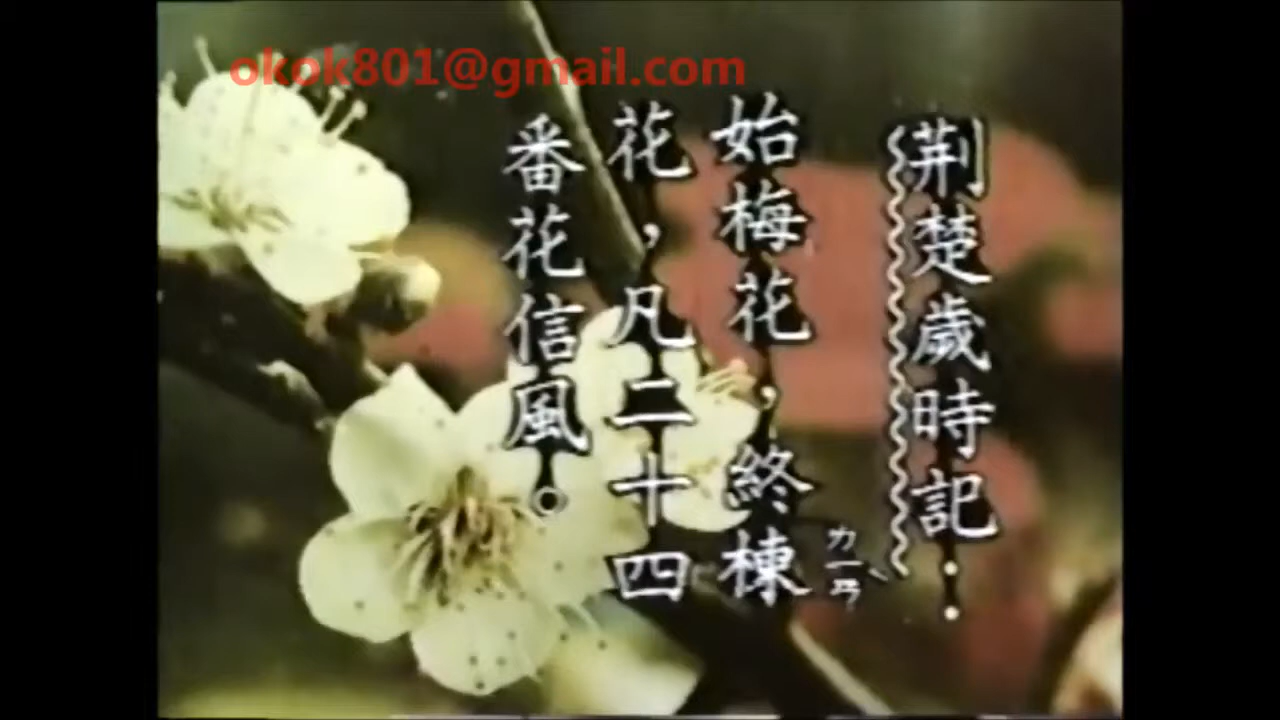 okok801@gmail.com
荊楚歲時記：
始梅花，終楝
ㄌㄧㄢˋ
花，凡二十四
番花信風。